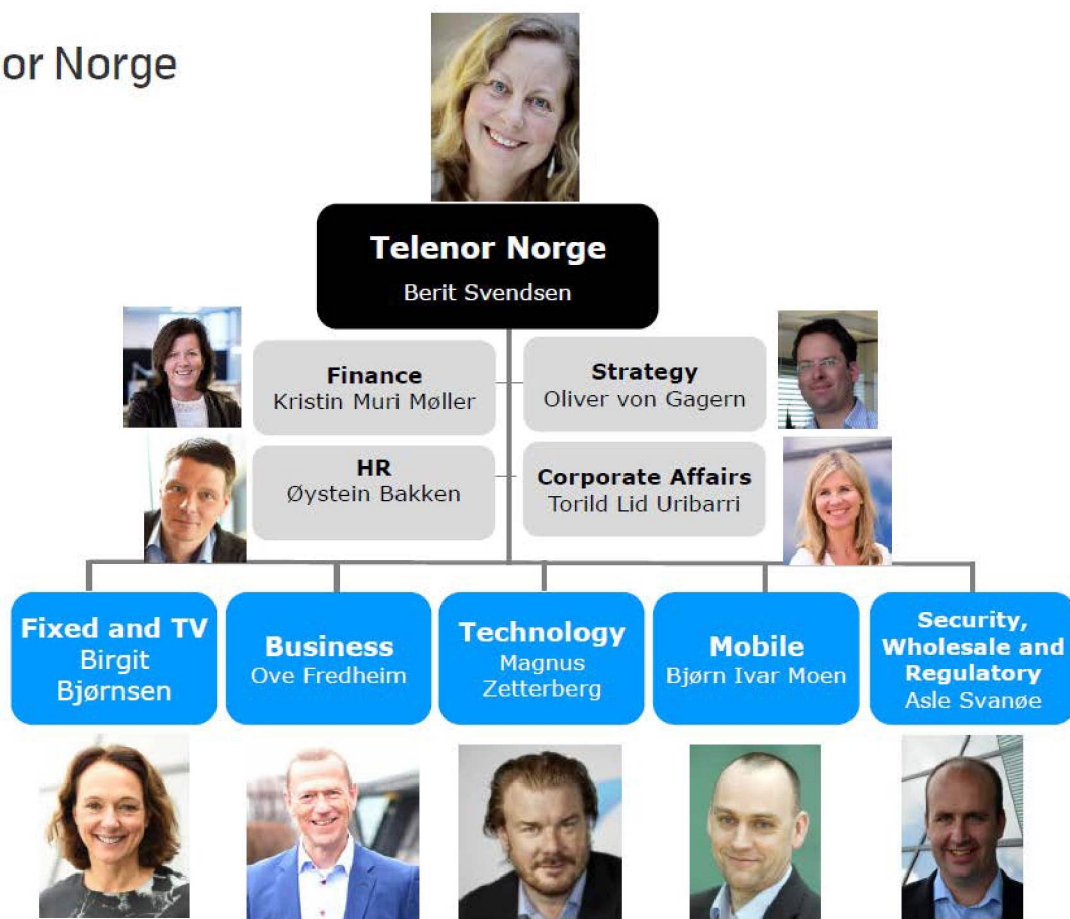 or Norge
Telenor Norge
Berit Svendsen
Finance
Kristin Muri Møller
Strategy
Oliver von Gagern
HR
Øystein Bakken
Corporate Affairs
Torild Lid Uribarri
Fixed and TV
Birgit
Bjørnsen
Business
Ove Fredheim
Technology
Magnus
Zetterberg
Mobile
Bjørn Ivar Moen
Security,
Wholesale and
Regulatory
Asle Svanøe